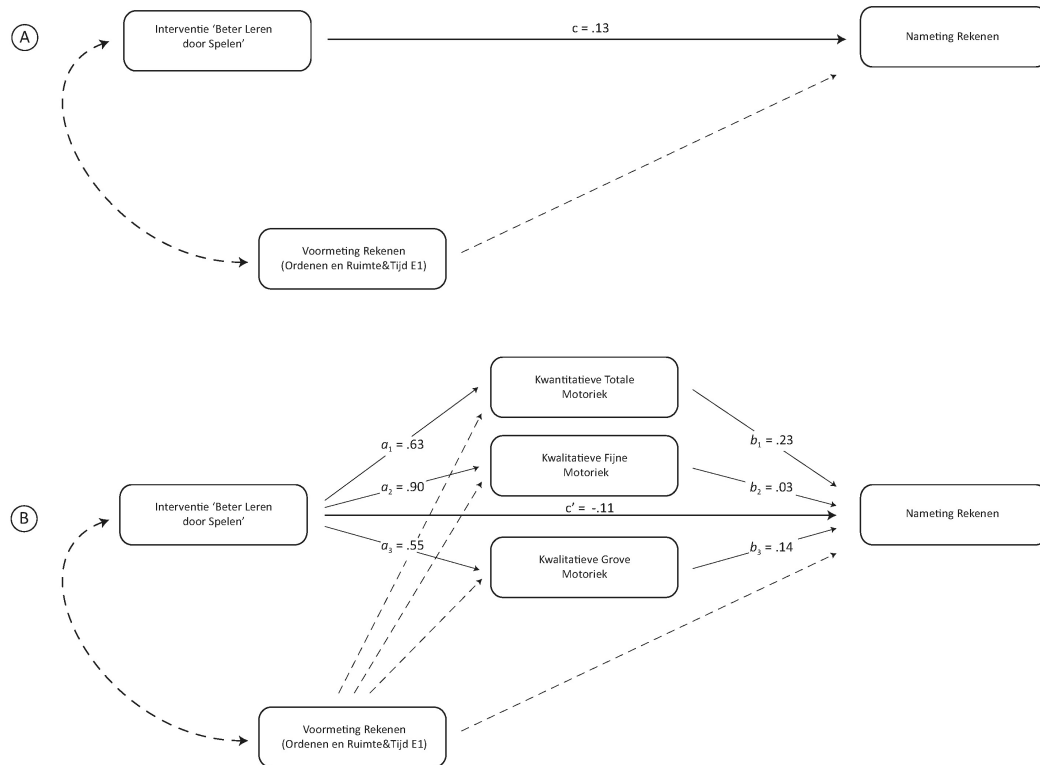 A
Interventie ‘Beter Leren
door Spelen’
c = .13
Nameting Rekenen
Voormeting Rekenen
(Ordenen en Ruimte&Tijd E1)
B
Kwantitatieve Totale
Motoriek
a1 = .63
b1 = .23
Kwalitatieve Fijne
Motoriek
a2 = .90
b2 = .03
Interventie ‘Beter Leren
door Spelen’
c’ = -.11
Nameting Rekenen
a3 = .55
b3 = .14
Kwalitatieve Grove
Motoriek
Voormeting Rekenen
(Ordenen en Ruimte&Tijd E1)